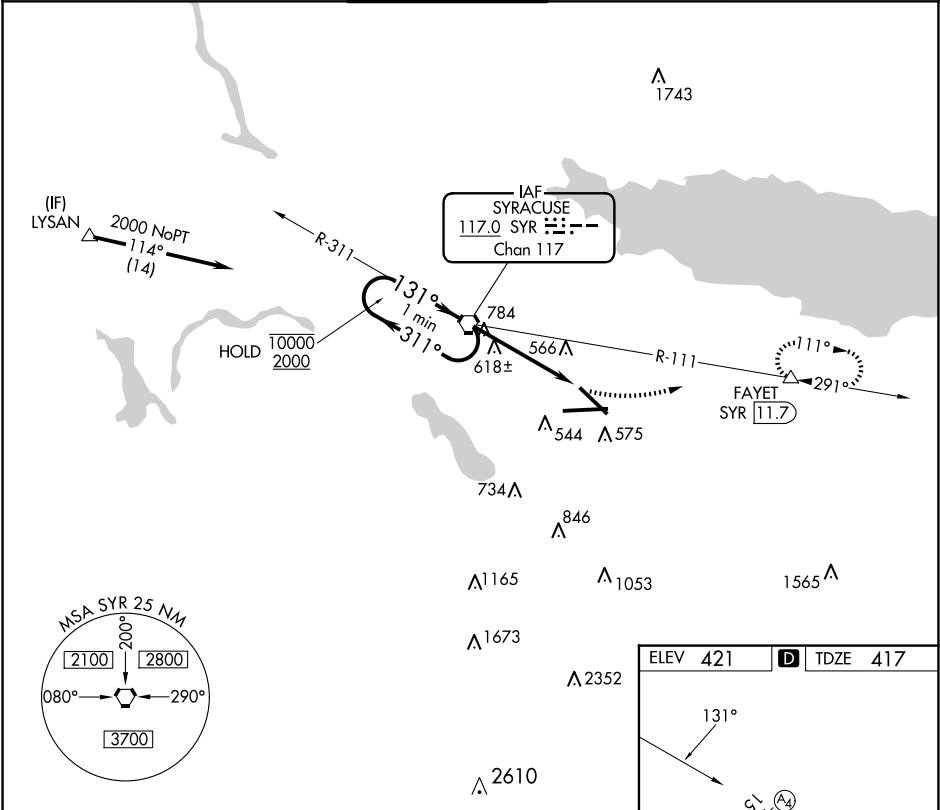 1743
(IF)
LYSAN
2000 NoPT
114°
(14)
IAF
SYRACUSE
117.0 SYR
Chan 117
R-311
131°
1 min
311°
HOLD 10000
2000
784
618±
566
R-111
111°
291°
FAYET
SYR 11.7
544
575
734
846
1165
1053
1565
1673
2352
2610
MSA SYR 25 NM
200°
2100
2800
080°
290°
3700
ELEV 421 D TDZE 417
131°
15
A4